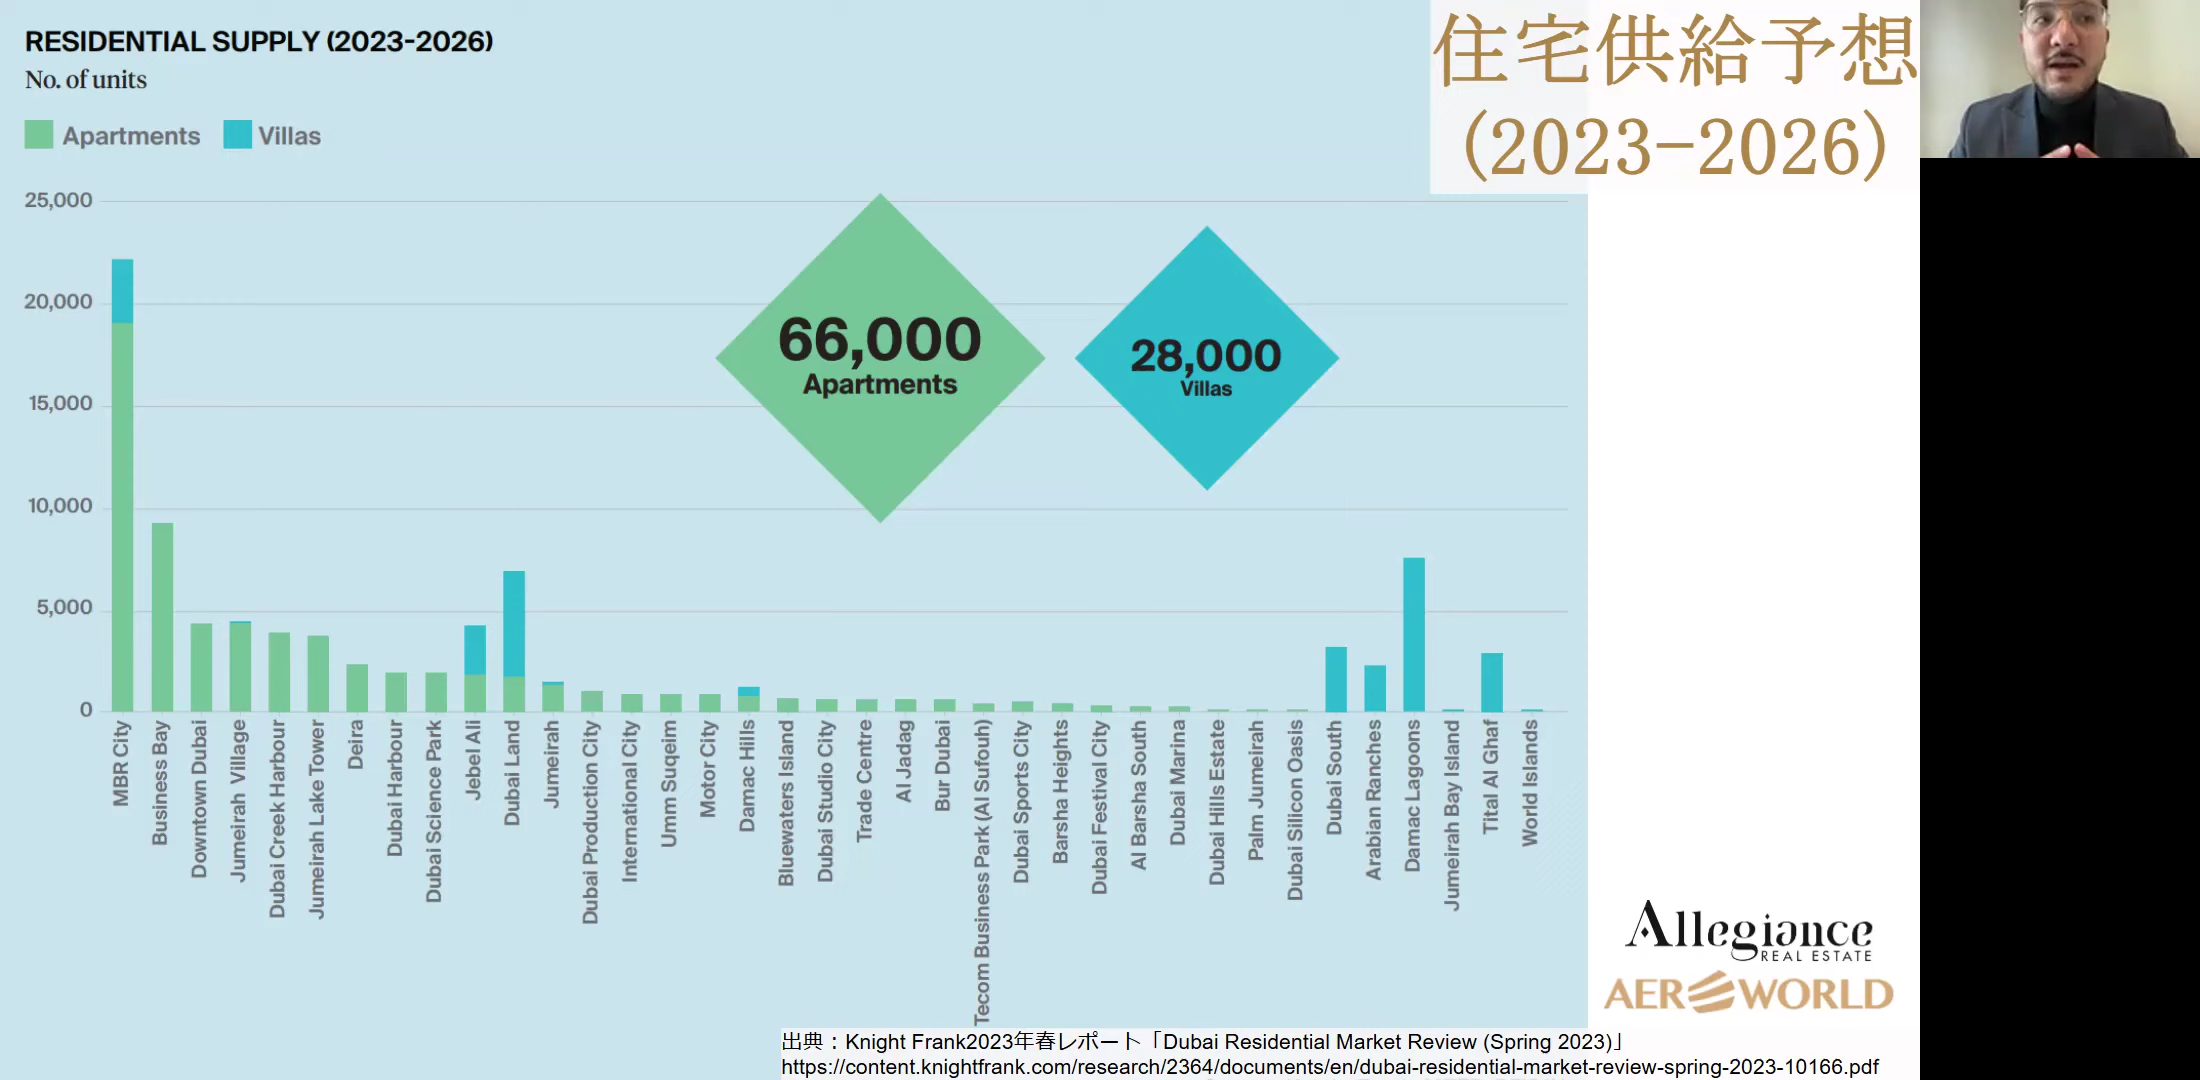 RESIDENTIAL SUPPLY (2023-2026)
No. of units
Apartments
Villas
住宅供給予想
(2023-2026)
25,000
20,000
15,000
10,000
5,000
0
66,000
Apartments
28,000
Villas
MBR City
Business Bay
Downtown Dubai
Jumeirah Village
Dubai Creek Harbour
Jumeirah Lake Tower
Deira
Dubai Harbour
Dubai Science Park
Jebel Ali
Dubai Land
Jumeirah
Dubai Production City
International City
Umm Suqeim
Motor City
Damac Hills
Bluewaters Island
Dubai Studio City
Trade Centre
Al Jadag
Bur Dubai
Tecom Business Park (Al Sufouh)
Dubai Sports City
Barsha Heights
Dubai Festival City
Al Barsha South
Dubai Marina
Dubai Hills Estate
Palm Jumeirah
Dubai Silicon Oasis
Dubai South
Arabian Ranches
Damac Lagoons
Jumeirah Bay Island
Tital Al Ghaf
World Islands
Allegiance
REAL ESTATE
AEROWORLD
出典：Knight Frank2023年春レポート「Dubai Residential Market Review (Spring 2023)」
https://content.knightfrank.com/research/2364/documents/en/dubai-residential-market-review-spring-2023-10166.pdf